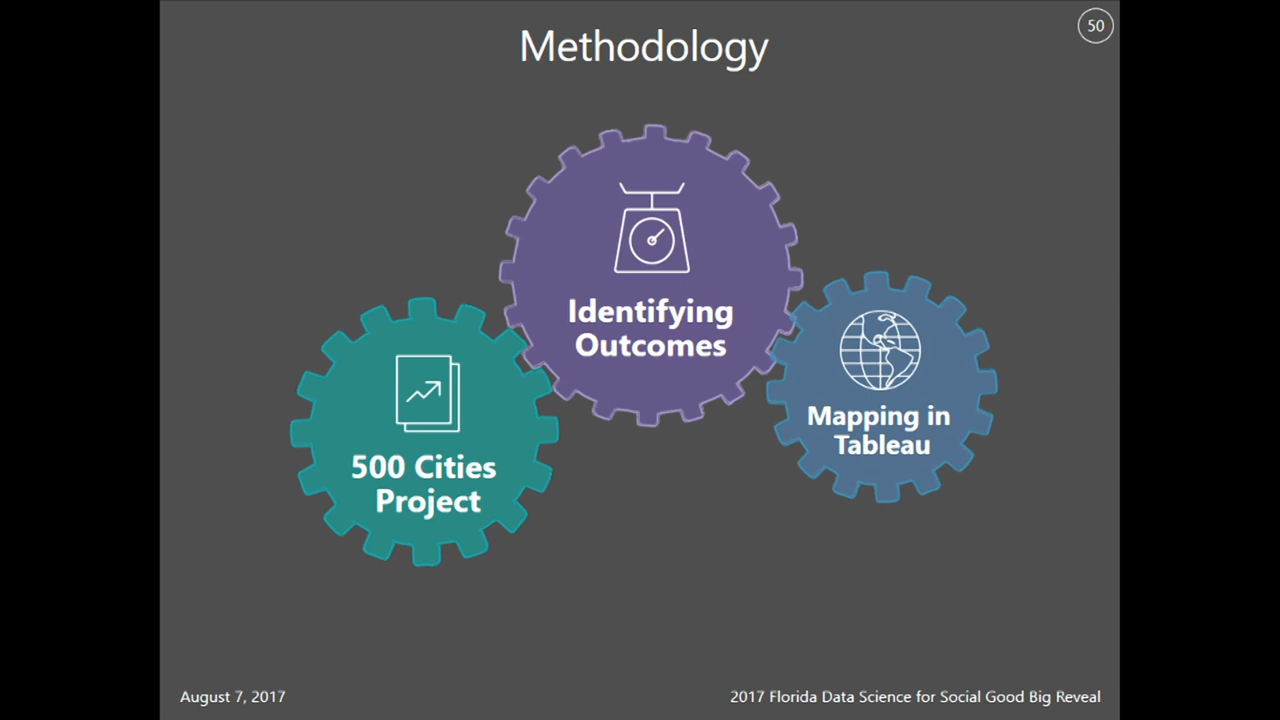 50
Methodology
Identifying
Outcomes
500 Cities
Project
Mapping in
Tableau
August 7, 2017
2017 Florida Data Science for Social Good Big Reveal